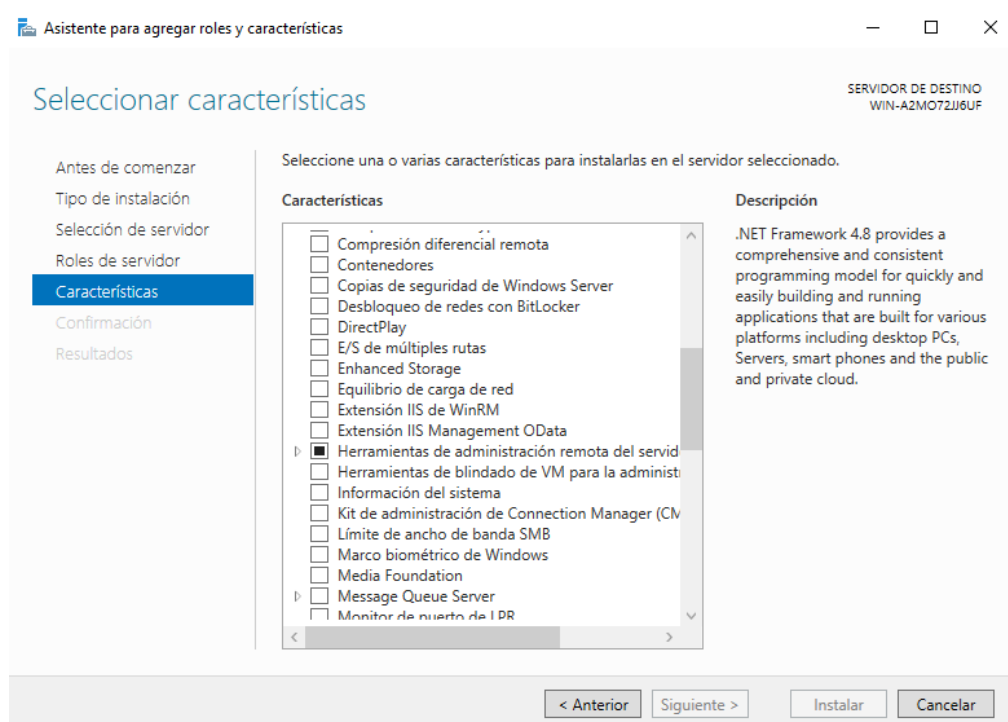 Asistente para agregar roles y características
Seleccionar características
SERVIDOR DE DESTINO
WIN-A2MO72JJ6UF
Antes de comenzar
Tipo de instalación
Selección de servidor
Roles de servidor
Características
Confirmación
Resultados
Seleccione una o varias características para instalarlas en el servidor seleccionado.
Características
Compresión diferencial remota
Contenedores
Copias de seguridad de Windows Server
Desbloqueo de redes con BitLocker
DirectPlay
E/S de múltiples rutas
Enhanced Storage
Equilibrio de carga de red
Extensión IIS de WinRM
Extensión IIS Management OData
Herramientas de administración remota del servid
Herramientas de blindado de VM para la administr
Información del sistema
Kit de administración de Connection Manager (CM
Límite de ancho de banda SMB
Marco biométrico de Windows
Media Foundation
Message Queue Server
Monitor de puerto de LPR
Descripción
.NET Framework 4.8 provides a
comprehensive and consistent
programming model for quickly and
easily building and running
applications that are built for various
platforms including desktop PCs,
Servers, smart phones and the public
and private cloud.
< Anterior
Siguiente >
Instalar
Cancelar